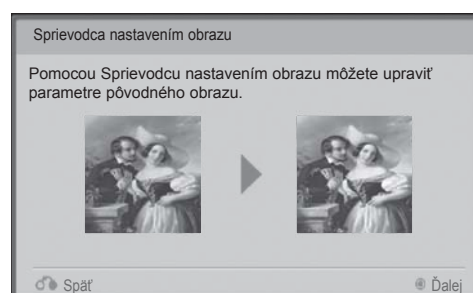 Sprievodca nastavením obrazu
Pomocou Sprievodcu nastavením obrazu môžete upraviť
parametre pôvodného obrazu.
Späť
Ďalej